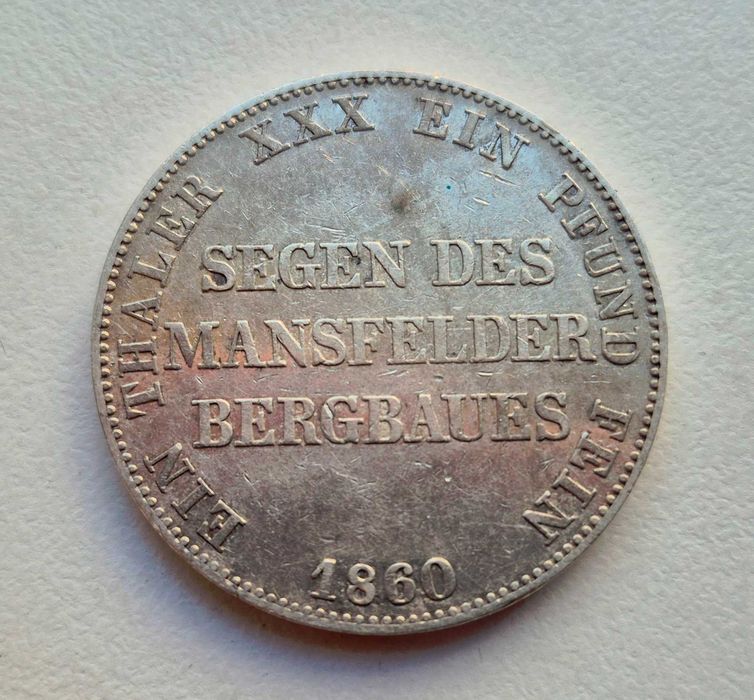 EIN THALER XXX EIN PFUND FEIN
SEGEN DES
MANSFELDER
BERGBAUES
1860